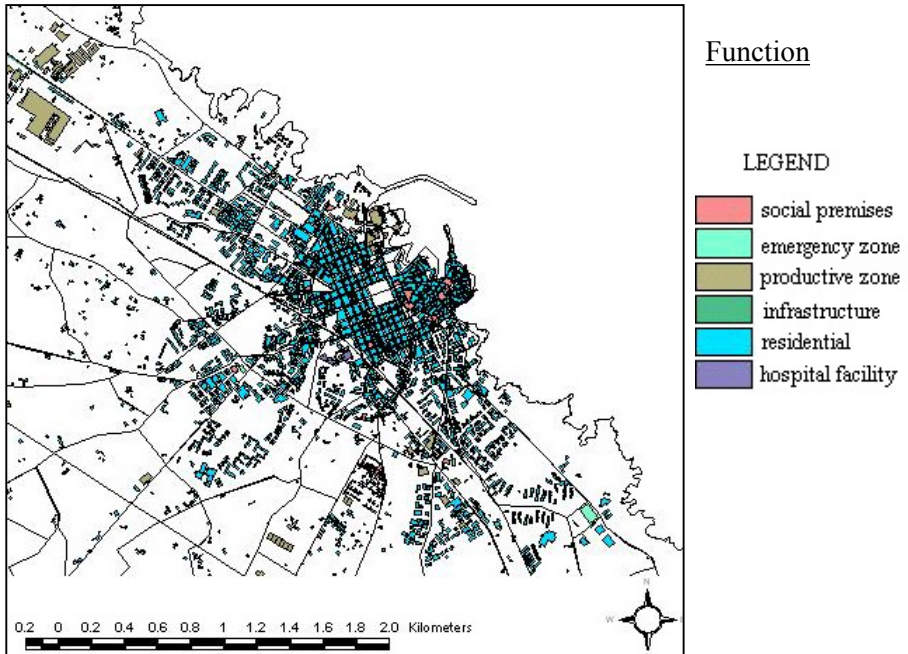 Function
LEGEND
social premises
emergency zone
productive zone
infrastructure
residential
hospital facility
N
W
0.2 0 0.2 0.4 0.6 0.8 1 1.2 1.4 1.6 1.8 2.0 Kilometers